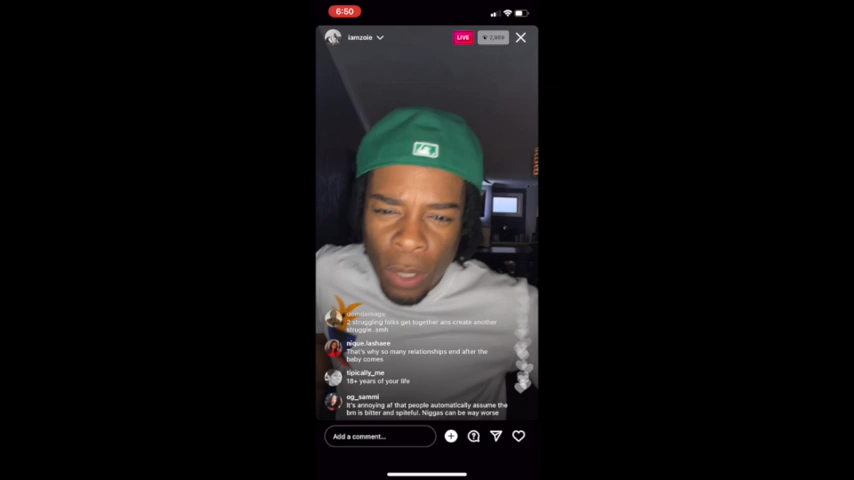 6:50
iamzoie
LIVE
2 struggling folks get together ans create another
struggle..smh
nique.lashaee
That's why so many relationships end after the
baby comes
tipically_me
18+ years of your life
og_sammi
It's annoying af that people automatically assume the
bm is bitter and spiteful. Niggas can be way worse
Add a comment...